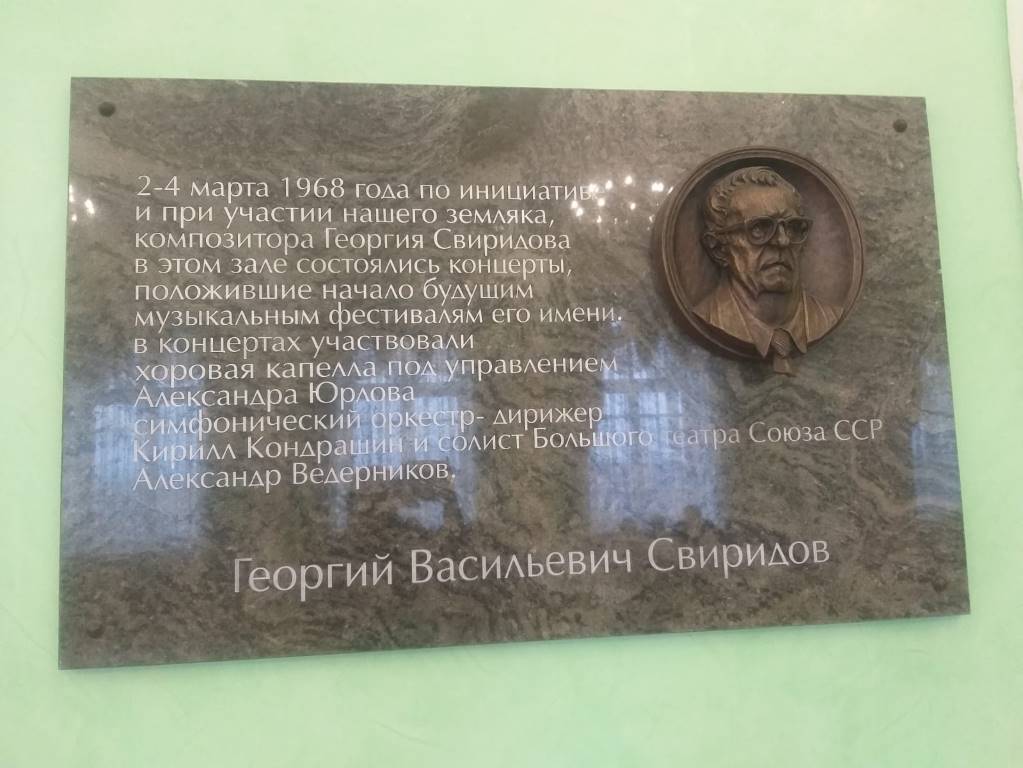 2-4 марта 1968 года по инициативе
и при участии нашего земляка,
композитора Георгия Свиридова
в этом зале состоялись концерты,
положившие начало будущим
музыкальным фестивалям его имени.
в концертах участвовали
хоровая капелла под управлением
Александра Юрлова
симфонический оркестр- дирижер
Кирилл Кондрашин и солист Большого театра Союза ССР
Александр Ведерников.
Георгий Васильевич Свиридов